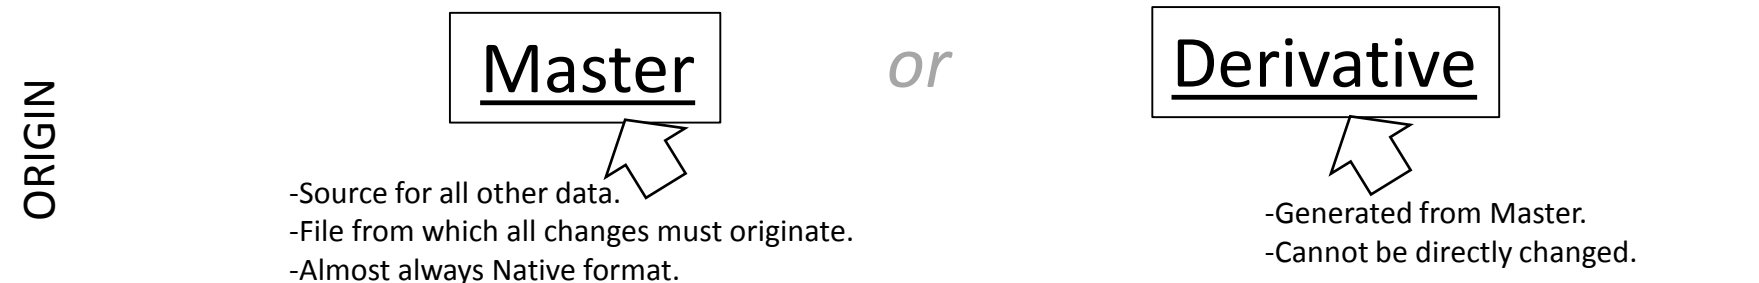 ORIGIN
Master
or
Derivative
-Source for all other data.
-File from which all changes must originate.
-Almost always Native format.
-Generated from Master.
-Cannot be directly changed.